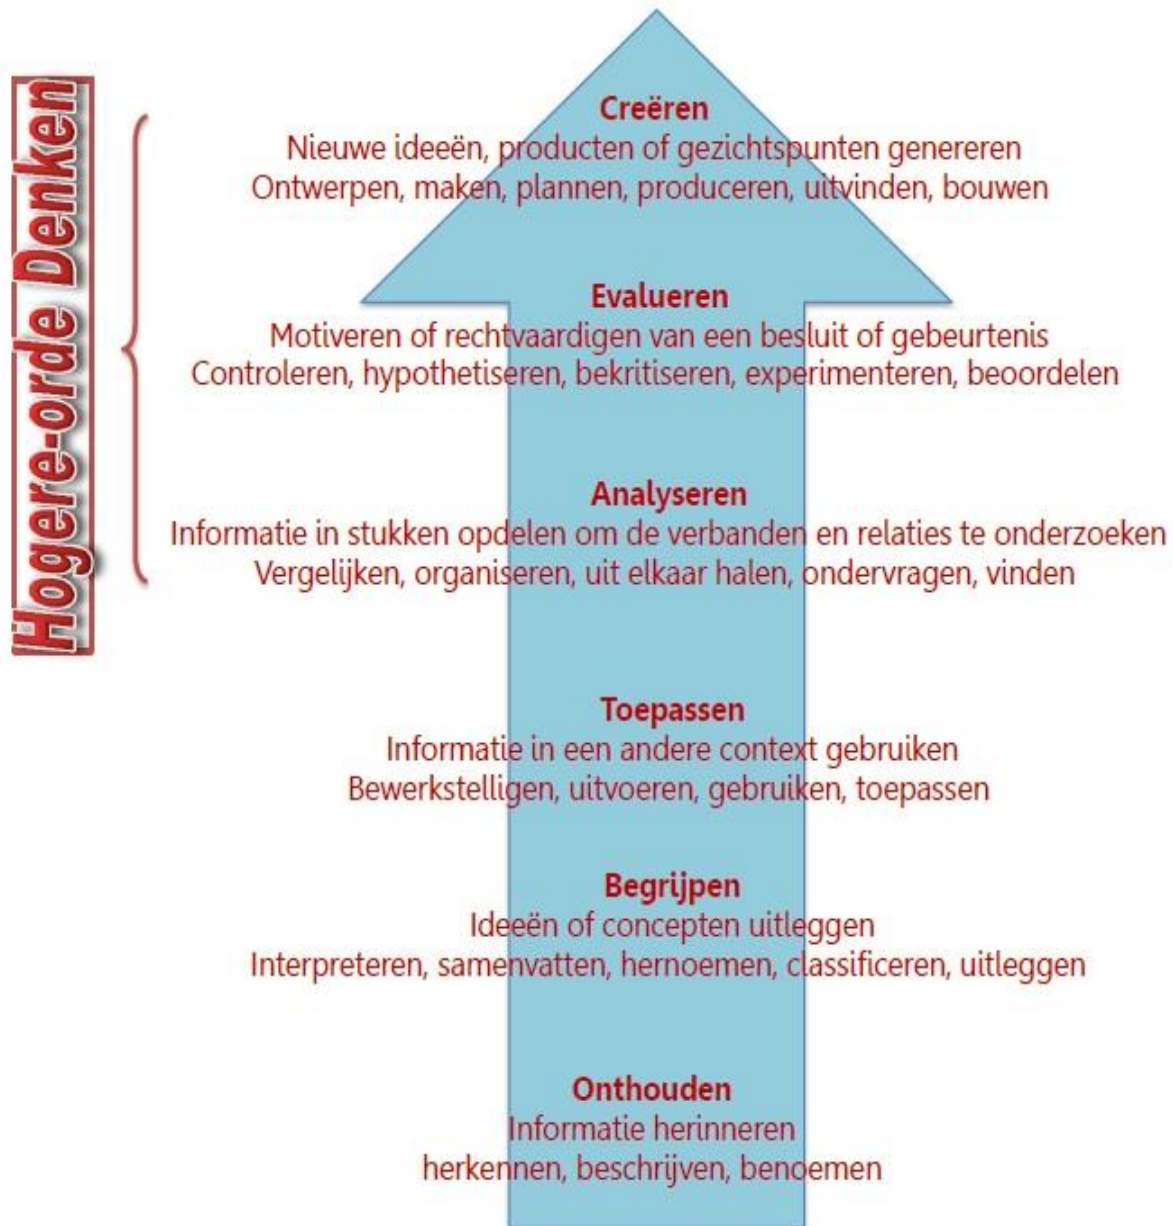 Hogere-orde Denken
Creëren
Nieuwe ideeën, producten of gezichtspunten genereren
Ontwerpen, maken, plannen, produceren, uitvinden, bouwen
Evalueren
Motiveren of rechtvaardigen van een besluit of gebeurtenis
Controleren, hypothetiseren, bekritiseren, experimenteren, beoordelen
Analyseren
Informatie in stukken opdelen om de verbanden en relaties te onderzoeken
Vergelijken, organiseren, uit elkaar halen, ondervragen, vinden
Toepassen
Informatie in een andere context gebruiken
Bewerkstelligen, uitvoeren, gebruiken, toepassen
Begrijpen
Ideeën of concepten uitleggen
Interpreteren, samenvatten, hernoemen, classificeren, uitleggen
Onthouden
Informatie herinneren
herkennen, beschrijven, benoemen